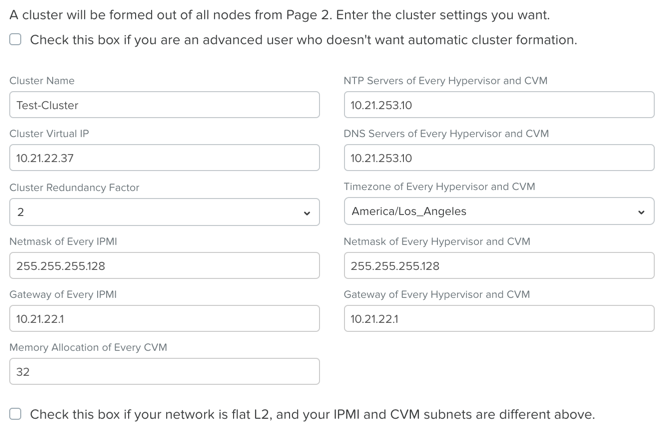 A cluster will be formed out of all nodes from Page 2. Enter the cluster settings you want.
Check this box if you are an advanced user who doesn't want automatic cluster formation.
Cluster Name
Test-Cluster
NTP Servers of Every Hypervisor and CVM
10.21.253.10
Cluster Virtual IP
10.21.22.37
DNS Servers of Every Hypervisor and CVM
10.21.253.10
Cluster Redundancy Factor
2
Timezone of Every Hypervisor and CVM
America/Los_Angeles
Netmask of Every IPMI
255.255.255.128
Netmask of Every Hypervisor and CVM
255.255.255.128
Gateway of Every IPMI
10.21.22.1
Gateway of Every Hypervisor and CVM
10.21.22.1
Memory Allocation of Every CVM
32
Check this box if your network is flat L2, and your IPMI and CVM subnets are different above.